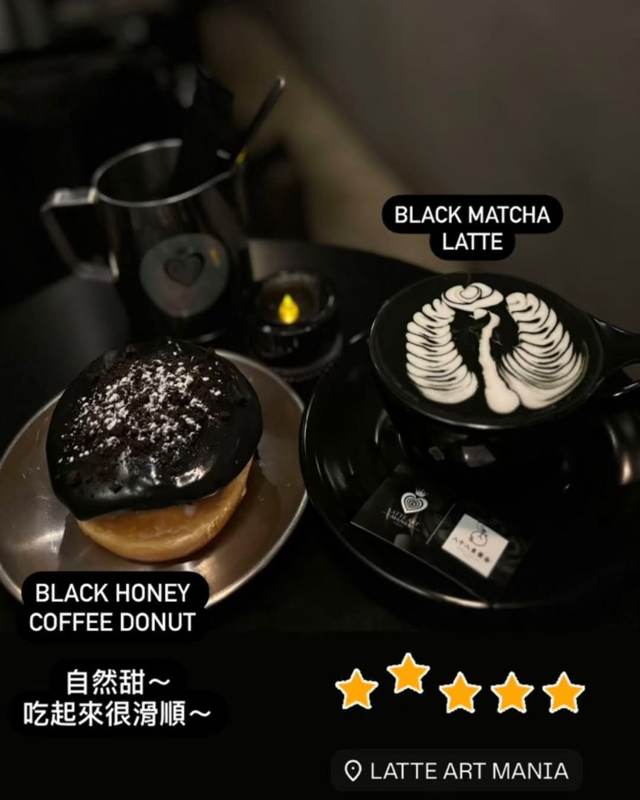 BLACK MATCHA
LATTE
BLACK HONEY
COFFEE DONUT
自然甜～
吃起來很滑順～
LATTE ART MANIA